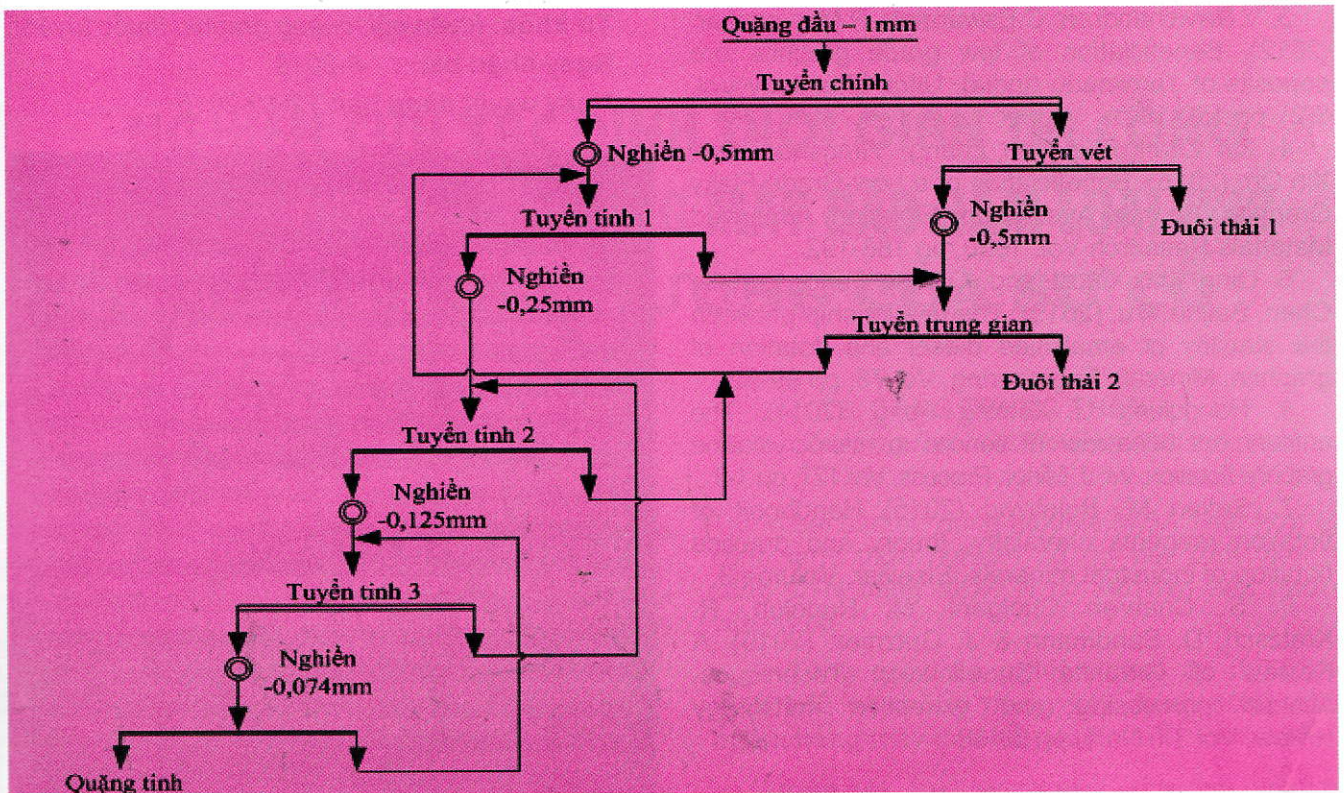 Quặng đầu – 1mm
Tuyển chính
Nghiền -0,5mm
Tuyển vét
Tuyển tinh 1
Nghiền
-0,5mm
Đuôi thải 1
Nghiền
-0,25mm
Tuyển trung gian
Đuôi thải 2
Tuyển tinh 2
Nghiền
-0,125mm
Tuyển tinh 3
Nghiền
-0,074mm
Quặng tinh